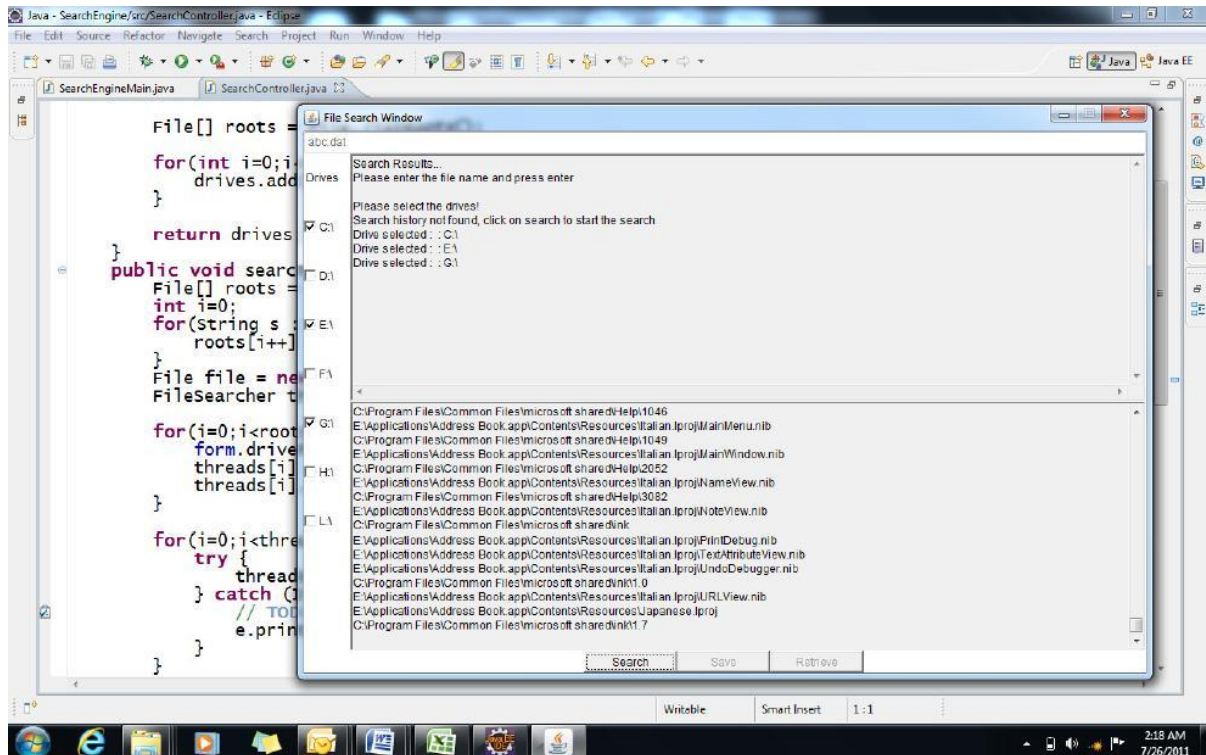 Java - SearchEngine/src/SearchController.java - Eclipse
File Edit Source Refactor Navigate Search Project Run Window Help
Java Java EE
SearchEngineMain.java SearchController.java
File[] roots =
for(int i=0;i<
drives.add
}
return drives
}
public void searc
File[] roots =
int i=0;
for(String s :
roots[i++]
}
File file = ne
FileSearcher t
for(i=0;i<root
form.drive
threads[i]
threads[i]
}
for(i=0;i<thre
try {
thread
} catch (I
// TOD
e.prin
}
}
File Search Window
abc.dat
Drives
C:\
D:\
E:\
F:\
G:\
H:\
L:\
Search Results...
Please enter the file name and press enter
Please select the drives!
Search history not found, click on search to start the search
Drive selected : : C:\
Drive selected : : E:\
Drive selected : : G:\
C:\Program Files\Common Files\microsoft shared\Help\1046
E:\Applications\Address Book.app\Contents\Resources\Italian.lproj\MainMenu.nib
C:\Program Files\Common Files\microsoft shared\Help\1049
E:\Applications\Address Book.app\Contents\Resources\Italian.lproj\MainWindow.nib
C:\Program Files\Common Files\microsoft shared\Help\2052
E:\Applications\Address Book.app\Contents\Resources\Italian.lproj\NameView.nib
C:\Program Files\Common Files\microsoft shared\Help\3082
E:\Applications\Address Book.app\Contents\Resources\Italian.lproj\NoteView.nib
C:\Program Files\Common Files\microsoft shared\ink
E:\Applications\Address Book.app\Contents\Resources\Italian.lproj\PrintDebug.nib
E:\Applications\Address Book.app\Contents\Resources\Italian.lproj\TextAttributeView.nib
E:\Applications\Address Book.app\Contents\Resources\Italian.lproj\UndoDebugger.nib
C:\Program Files\Common Files\microsoft shared\ink\1.0
E:\Applications\Address Book.app\Contents\Resources\Italian.lproj\URLView.nib
E:\Applications\Address Book.app\Contents\Resources\Japanese.lproj
C:\Program Files\Common Files\microsoft shared\ink\1.7
Search Save Retrieve
Writable Smart Insert 1 : 1
2:18 AM
7/26/2011